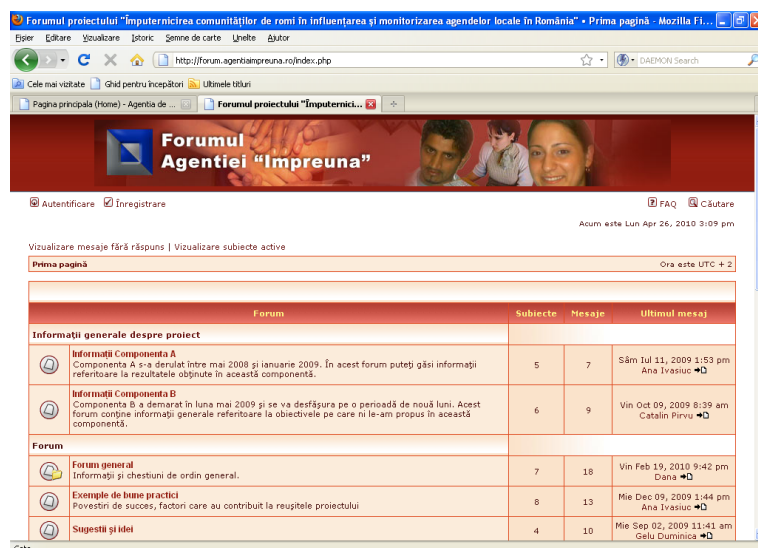 Forumul proiectului "Împuternicirea comunităților de romi în influențarea și monitorizarea agendelor locale în România" • Prima pagină - Mozilla Fi...
Fișier Editare Vizualizare Istoric Semne de carte Unelte Ajutor
http://forum.agentiaimpreuna.ro/index.php DAEMON Search
Cele mai vizitate Ghid pentru începători Ultimele titluri
Pagina principala (Home) - Agentia de ... Forumul proiectului "Împuternici...
Forumul
Agentiei "Impreuna"
Autentificare Înregistrare FAQ Căutare
Acum este Lun Apr 26, 2010 3:09 pm
Vizualizare mesaje fără răspuns | Vizualizare subiecte active
Prima pagină Ora este UTC + 2
Forum Subiecte Mesaje Ultimul mesaj
Informații generale despre proiect
Informații Componenta A
Componenta A s-a derulat între mai 2008 și ianuarie 2009. În acest forum puteți găsi informații
referitoare la rezultatele obținute în această componentă.
5 7 Sâm Iul 11, 2009 1:53 pm
Ana Ivasiuc
Informații Componenta B
Componenta B a demarat în luna mai 2009 și se va desfășura pe o perioadă de nouă luni. Acest
forum conține informații generale referitoare la obiectivele pe care ni le-am propus în această
componentă.
6 9 Vin Oct 09, 2009 8:39 am
Catalin Pirvu
Forum
Forum general
Informații și chestiuni de ordin general.
7 18 Vin Feb 19, 2010 9:42 pm
Dana
Exemple de bune practici
Povestiri de succes, factori care au contribuit la reușitele proiectului
8 13 Mie Dec 09, 2009 1:44 pm
Ana Ivasiuc
Sugestii și idei
4 10 Mie Sep 02, 2009 11:41 am
Gelu Duminica